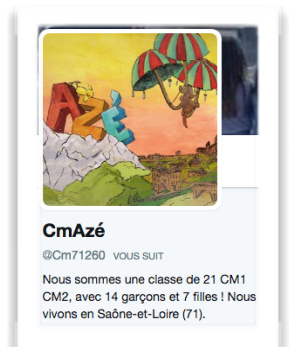 AZÉ
CmAzé
@Cm71260 VOUS SUIT
Nous sommes une classe de 21 CM1
CM2, avec 14 garçons et 7 filles ! Nous
vivons en Saône-et-Loire (71).